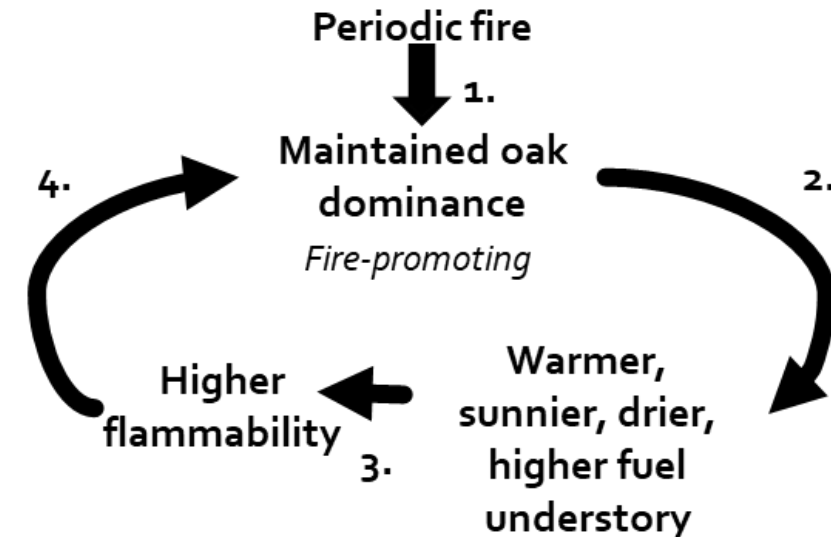 Periodic fire
1.
Maintained oak
dominance
Fire-promoting
2.
Warmer,
sunnier, drier,
higher fuel
understory
3.
Higher
flammability
4.